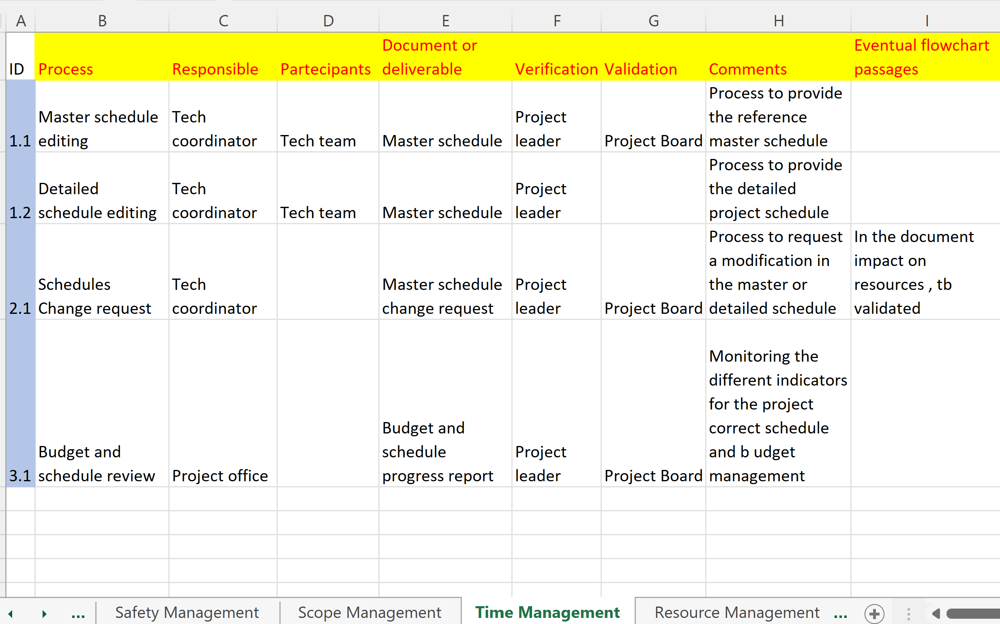 A B C D E F G H I
ID Process Responsible Partecipants Document or deliverable Verification Validation Comments Eventual flowchart passages
1.1 Master schedule editing Tech coordinator Tech team Master schedule Project leader Project Board Process to provide the reference master schedule
1.2 Detailed schedule editing Tech coordinator Tech team Master schedule Project leader Process to provide the detailed project schedule
2.1 Schedules Change request Tech coordinator Master schedule change request Project leader Project Board Process to request a modification in the master or detailed schedule In the document impact on resources , tb validated
3.1 Budget and schedule review Project office Budget and schedule progress report Project leader Project Board Monitoring the different indicators for the project correct schedule and b udget management
... Safety Management Scope Management Time Management Resource Management ...